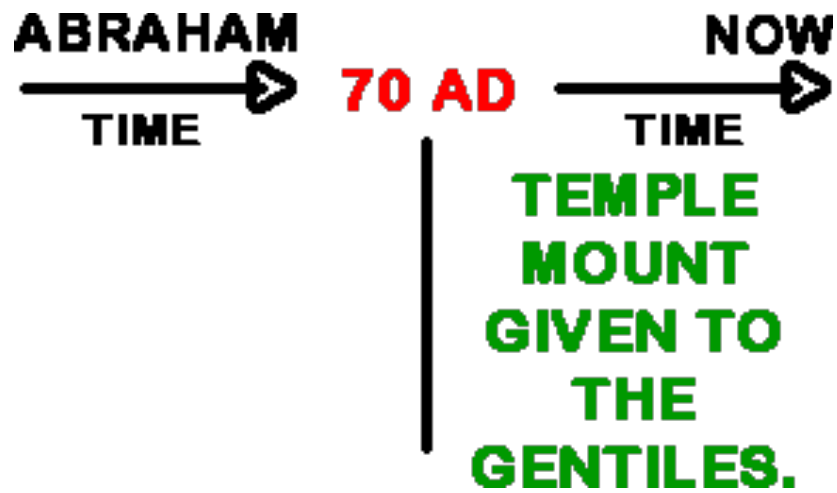 ABRAHAM
NOW
70 AD
TIME
TIME
TEMPLE
MOUNT
GIVEN TO
THE
GENTILES.